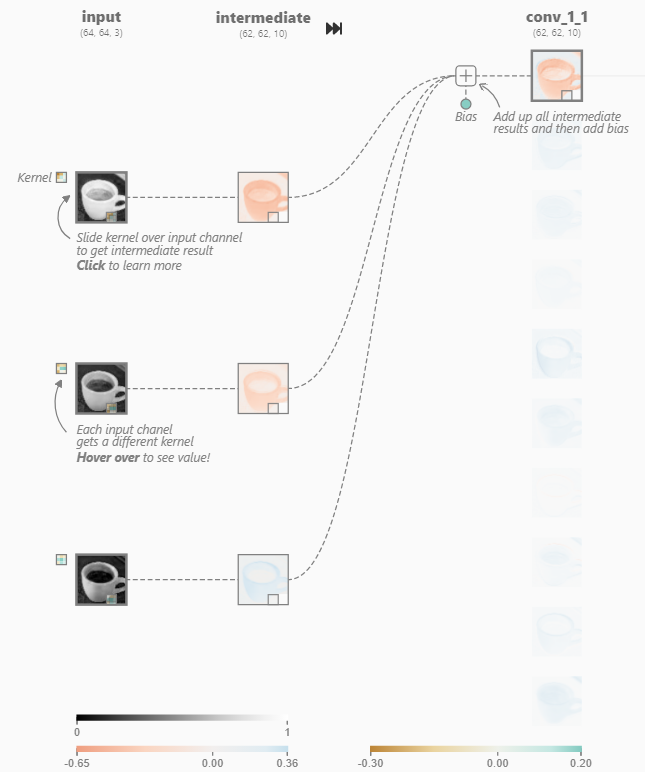 input
(64, 64, 3)
intermediate
(62, 62, 10)
conv_1_1
(62, 62, 10)
Bias
Add up all intermediate
results and then add bias
Kernel
Slide kernel over input channel
to get intermediate result
Click to learn more
Each input chanel
gets a different kernel
Hover over to see value!
0
1
-0.65
0.00
0.36
-0.30
0.00
0.20